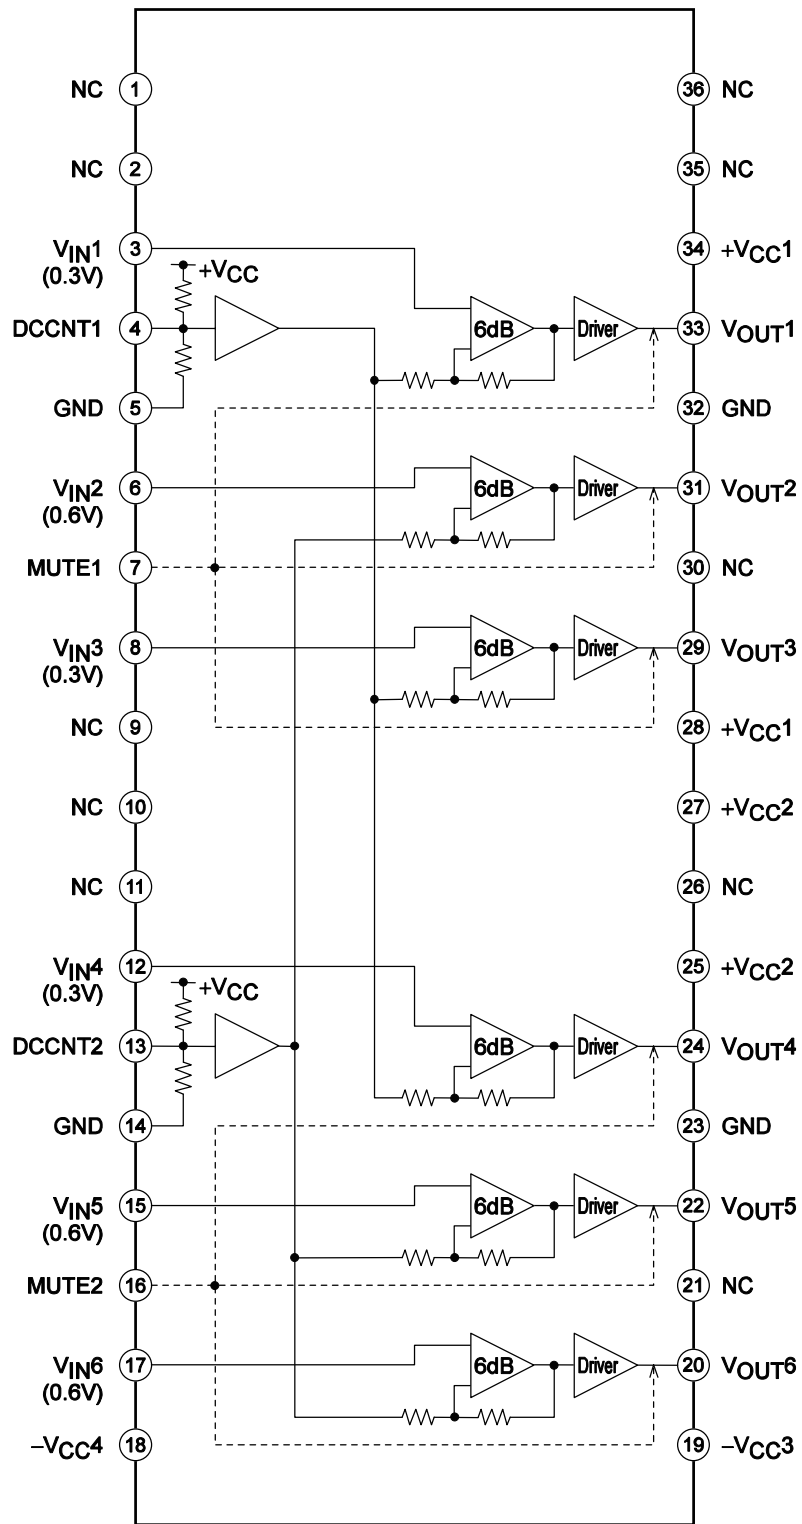 NC 1 36 NC
NC 2 35 NC
VIN1 3 34 +VCC1
(0.3V) +VCC
DCCNT1 4 6dB Driver 33 VOUT1
GND 5 32 GND
VIN2 6 6dB Driver 31 VOUT2
(0.6V)
MUTE1 7 30 NC
VIN3 8 6dB Driver 29 VOUT3
(0.3V)
NC 9 28 +VCC1
NC 10 27 +VCC2
NC 11 26 NC
VIN4 12 25 +VCC2
(0.3V) +VCC
DCCNT2 13 6dB Driver 24 VOUT4
GND 14 23 GND
VIN5 15 6dB Driver 22 VOUT5
(0.6V)
MUTE2 16 21 NC
VIN6 17 6dB Driver 20 VOUT6
(0.6V)
–VCC4 18 19 –VCC3